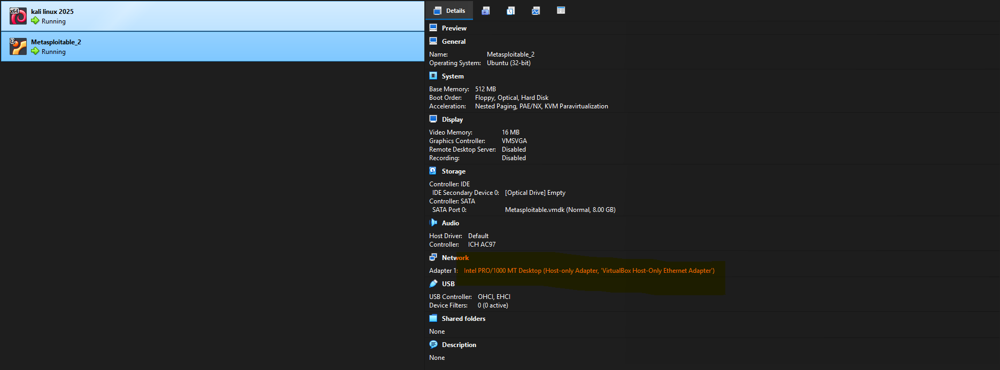 x64
kali linux 2025
Running
32
Metasploitable_2
Running
Details
Preview
General
Name: Metasploitable_2
Operating System: Ubuntu (32-bit)
System
Base Memory: 512 MB
Boot Order: Floppy, Optical, Hard Disk
Acceleration: Nested Paging, PAE/NX, KVM Paravirtualization
Display
Video Memory: 16 MB
Graphics Controller: VMSVGA
Remote Desktop Server: Disabled
Recording: Disabled
Storage
Controller: IDE
IDE Secondary Device 0: [Optical Drive] Empty
Controller: SATA
SATA Port 0: Metasploitable.vmdk (Normal, 8.00 GB)
Audio
Host Driver: Default
Controller: ICH AC97
Network
Adapter 1: Intel PRO/1000 MT Desktop (Host-only Adapter, 'VirtualBox Host-Only Ethernet Adapter')
USB
USB Controller: OHCI, EHCI
Device Filters: 0 (0 active)
Shared folders
None
Description
None